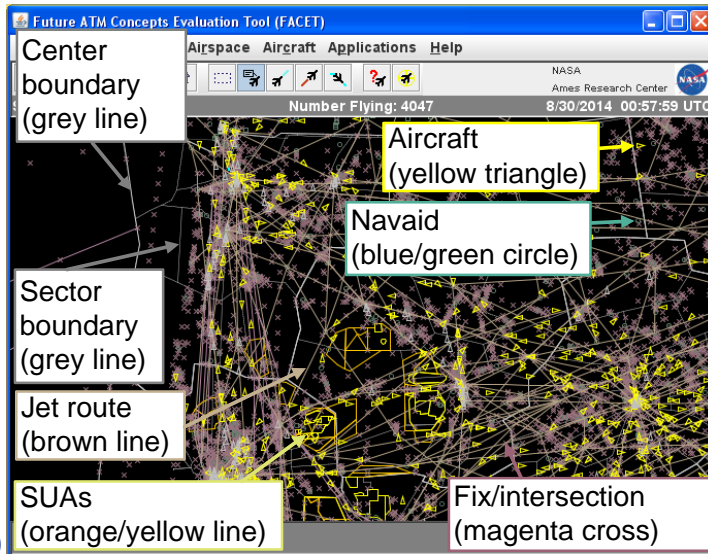 Future ATM Concepts Evaluation Tool (FACET)
Airspace Aircraft Applications Help
NASA
Ames Research Center
NASA
Number Flying: 4047 8/30/2014 00:57:59 UTC
Center
boundary
(grey line)
Aircraft
(yellow triangle)
Navaid
(blue/green circle)
Sector
boundary
(grey line)
Jet route
(brown line)
SUAs
(orange/yellow line)
Fix/intersection
(magenta cross)